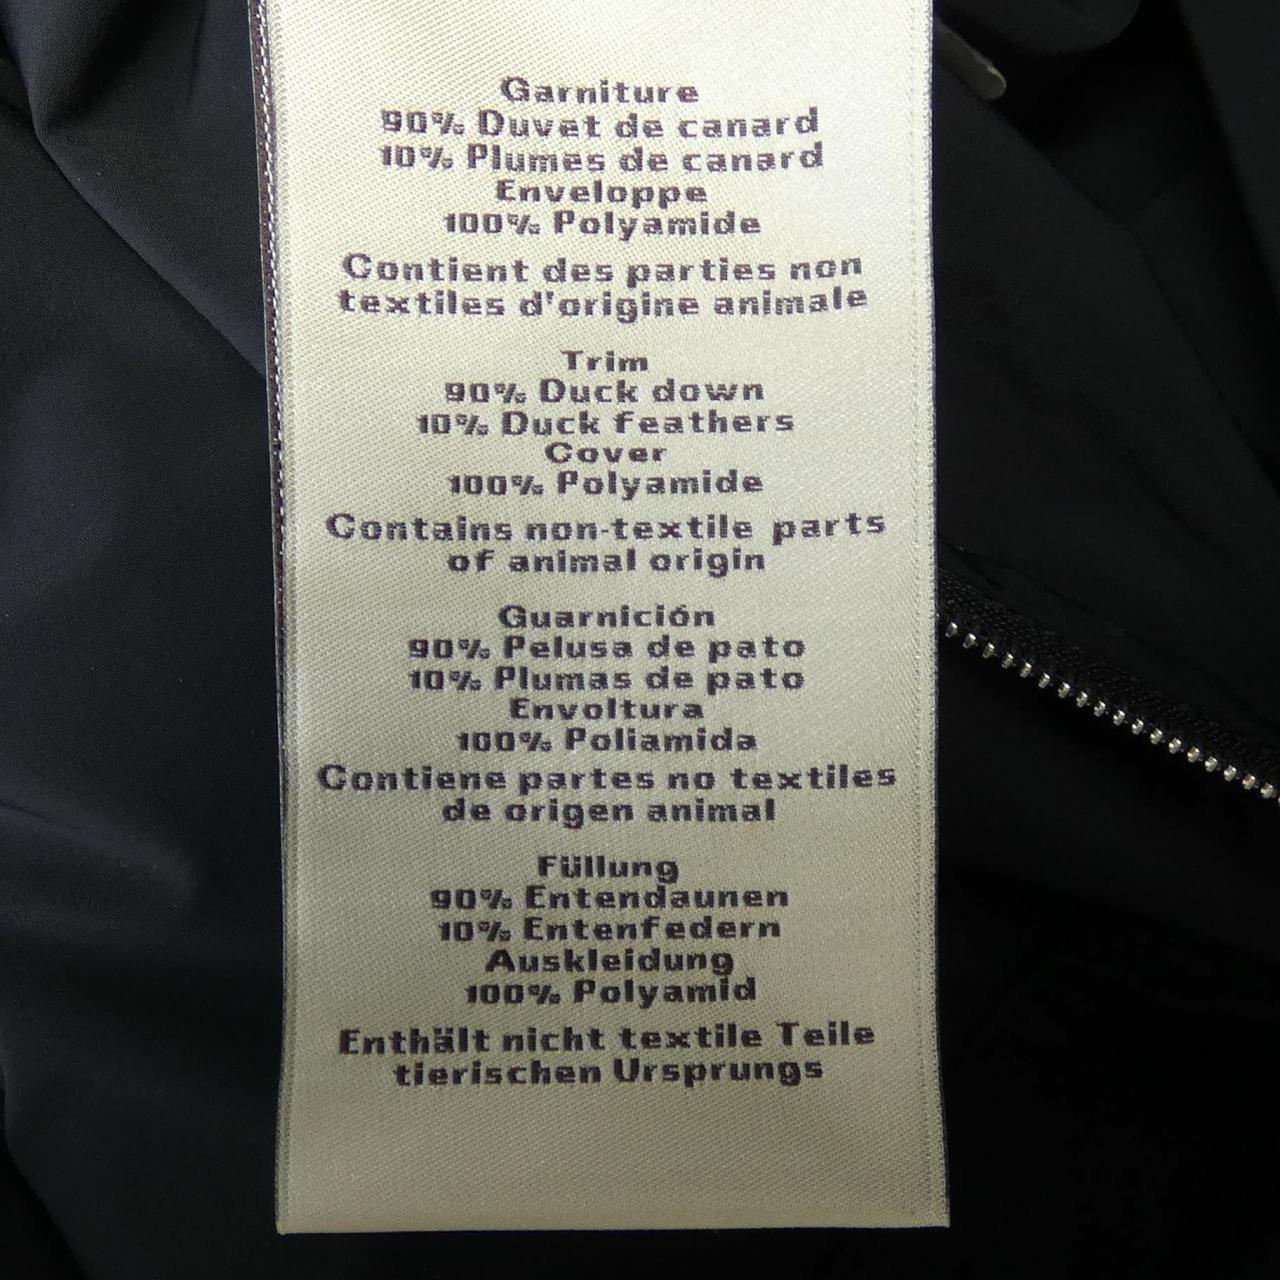 Garniture
90% Duvet de canard
10% Plumes de canard
Enveloppe
100% Polyamide
Contient des parties non
textiles d'origine animale
Trim
90% Duck down
10% Duck feathers
Cover
100% Polyamide
Contains non-textile parts
of animal origin
Guarnición
90% Pelusa de pato
10% Plumas de pato
Envoltura
100% Poliamida
Contiene partes no textiles
de origen animal
Füllung
90% Entendaunen
10% Entenfedern
Auskleidung
100% Polyamid
Enthält nicht textile Teile
tierischen Ursprungs